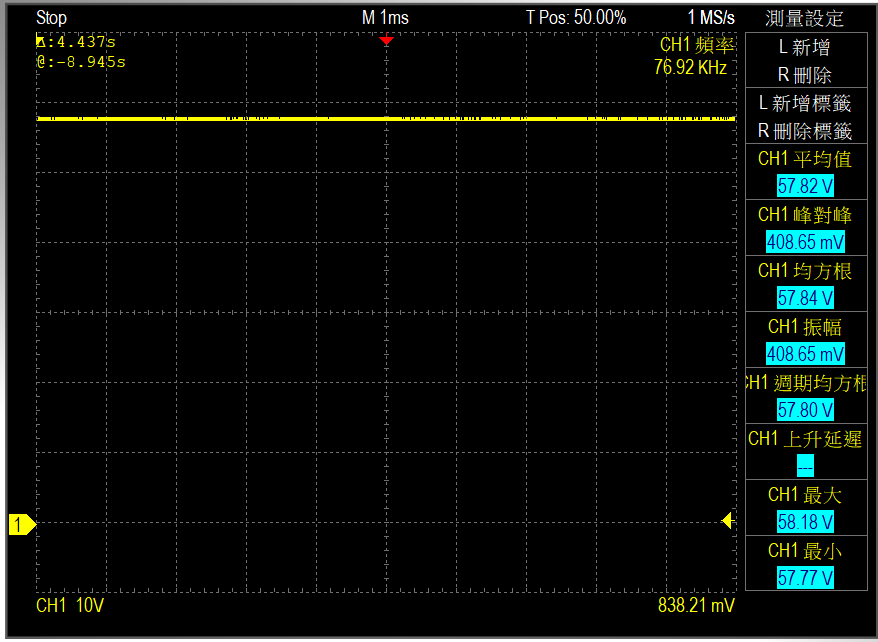 Stop M 1ms T Pos: 50.00% 1 MS/s
Δ:4.437s
@:-8.945s
CH1 頻率
76.92 KHz
1
CH1 10V 838.21 mV
測量設定
L 新增
R 刪除
L 新增標籤
R 刪除標籤
CH1 平均值
57.82 V
CH1 峰對峰
408.65 mV
CH1 均方根
57.84 V
CH1 振幅
408.65 mV
CH1 週期均方根
57.80 V
CH1 上升延遲
---
CH1 最大
58.18 V
CH1 最小
57.77 V